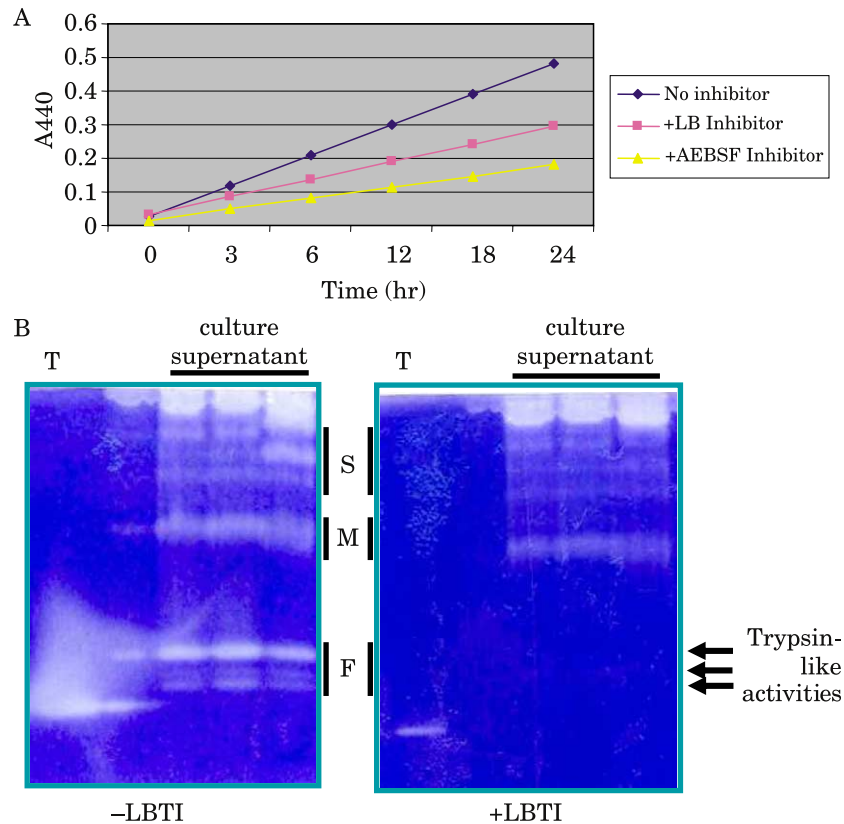 A
0.6
0.5
0.4
0.3
0.2
0.1
0
A440
0 3 6 12 18 24
Time (hr)
No inhibitor
+LB Inhibitor
+AEBSF Inhibitor
B
T
culture
supernatant
T
culture
supernatant
S
M
F
Trypsin-
like
activities
–LBTI
+LBTI